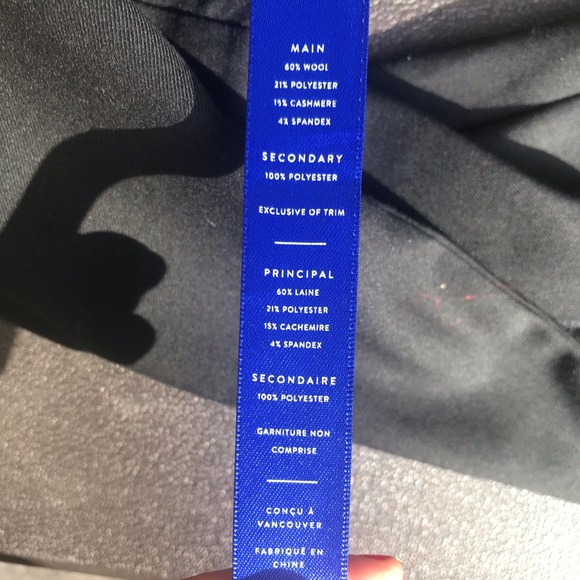 MAIN
60% WOOL
21% POLYESTER
15% CASHMERE
4% SPANDEX
SECONDARY
100% POLYESTER
EXCLUSIVE OF TRIM
PRINCIPAL
60% LAINE
21% POLYESTER
15% CACHEMIRE
4% SPANDEX
SECONDAIRE
100% POLYESTER
GARNITURE NON
COMPRISE
CONÇU À
VANCOUVER
FABRIQUÉ EN
CHINE